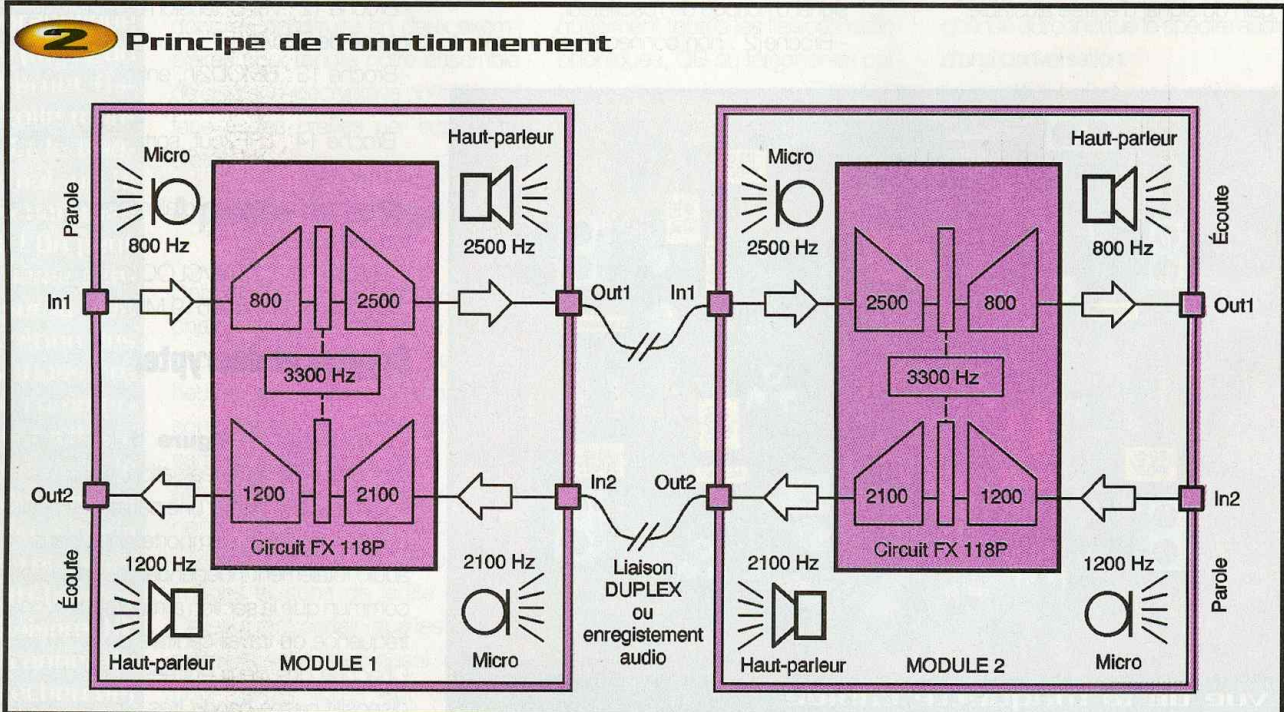 2 Principe de fonctionnement
Micro
Haut-parleur
Parole
800 Hz
2500 Hz
In1
800
2500
Out1
3300 Hz
Out2
1200
2100
In2
Circuit FX 118P
Écoute
1200 Hz
2100 Hz
Haut-parleur
MODULE 1
Micro
Liaison
DUPLEX
ou
enregistement
audio
Micro
Haut-parleur
2500 Hz
800 Hz
Écoute
In1
2500
800
Out1
3300 Hz
Out2
2100
1200
In2
Circuit FX 118P
2100 Hz
1200 Hz
Parole
Haut-parleur
MODULE 2
Micro